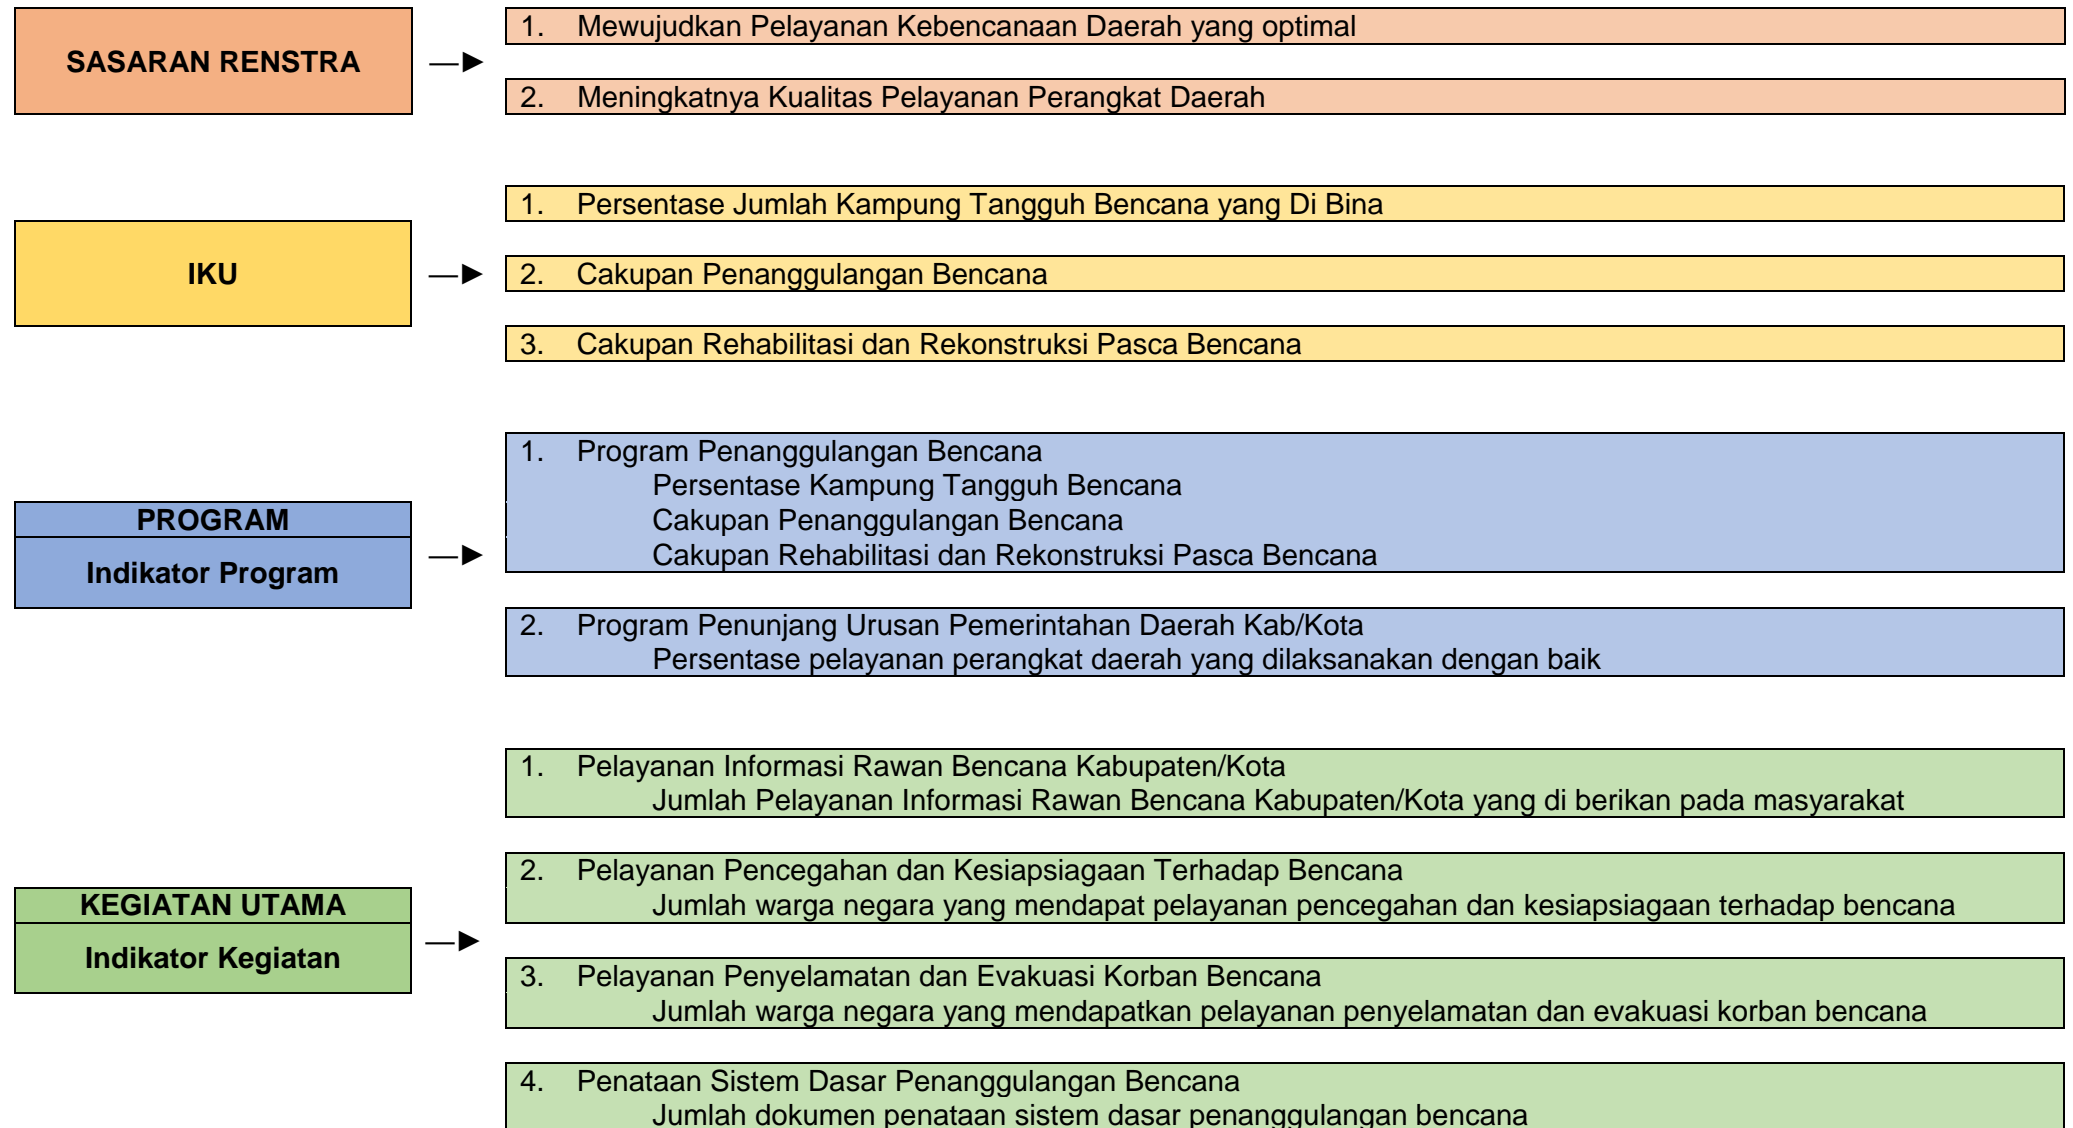 SASARAN RENSTRA
1. Mewujudkan Pelayanan Kebencanaan Daerah yang optimal
2. Meningkatnya Kualitas Pelayanan Perangkat Daerah
IKU
1. Persentase Jumlah Kampung Tangguh Bencana yang Di Bina
2. Cakupan Penanggulangan Bencana
3. Cakupan Rehabilitasi dan Rekonstruksi Pasca Bencana
PROGRAM
Indikator Program
1. Program Penanggulangan Bencana
Persentase Kampung Tangguh Bencana
Cakupan Penanggulangan Bencana
Cakupan Rehabilitasi dan Rekonstruksi Pasca Bencana
2. Program Penunjang Urusan Pemerintahan Daerah Kab/Kota
Persentase pelayanan perangkat daerah yang dilaksanakan dengan baik
KEGIATAN UTAMA
Indikator Kegiatan
1. Pelayanan Informasi Rawan Bencana Kabupaten/Kota
Jumlah Pelayanan Informasi Rawan Bencana Kabupaten/Kota yang di berikan pada masyarakat
2. Pelayanan Pencegahan dan Kesiapsiagaan Terhadap Bencana
Jumlah warga negara yang mendapat pelayanan pencegahan dan kesiapsiagaan terhadap bencana
3. Pelayanan Penyelamatan dan Evakuasi Korban Bencana
Jumlah warga negara yang mendapatkan pelayanan penyelamatan dan evakuasi korban bencana
4. Penataan Sistem Dasar Penanggulangan Bencana
Jumlah dokumen penataan sistem dasar penanggulangan bencana